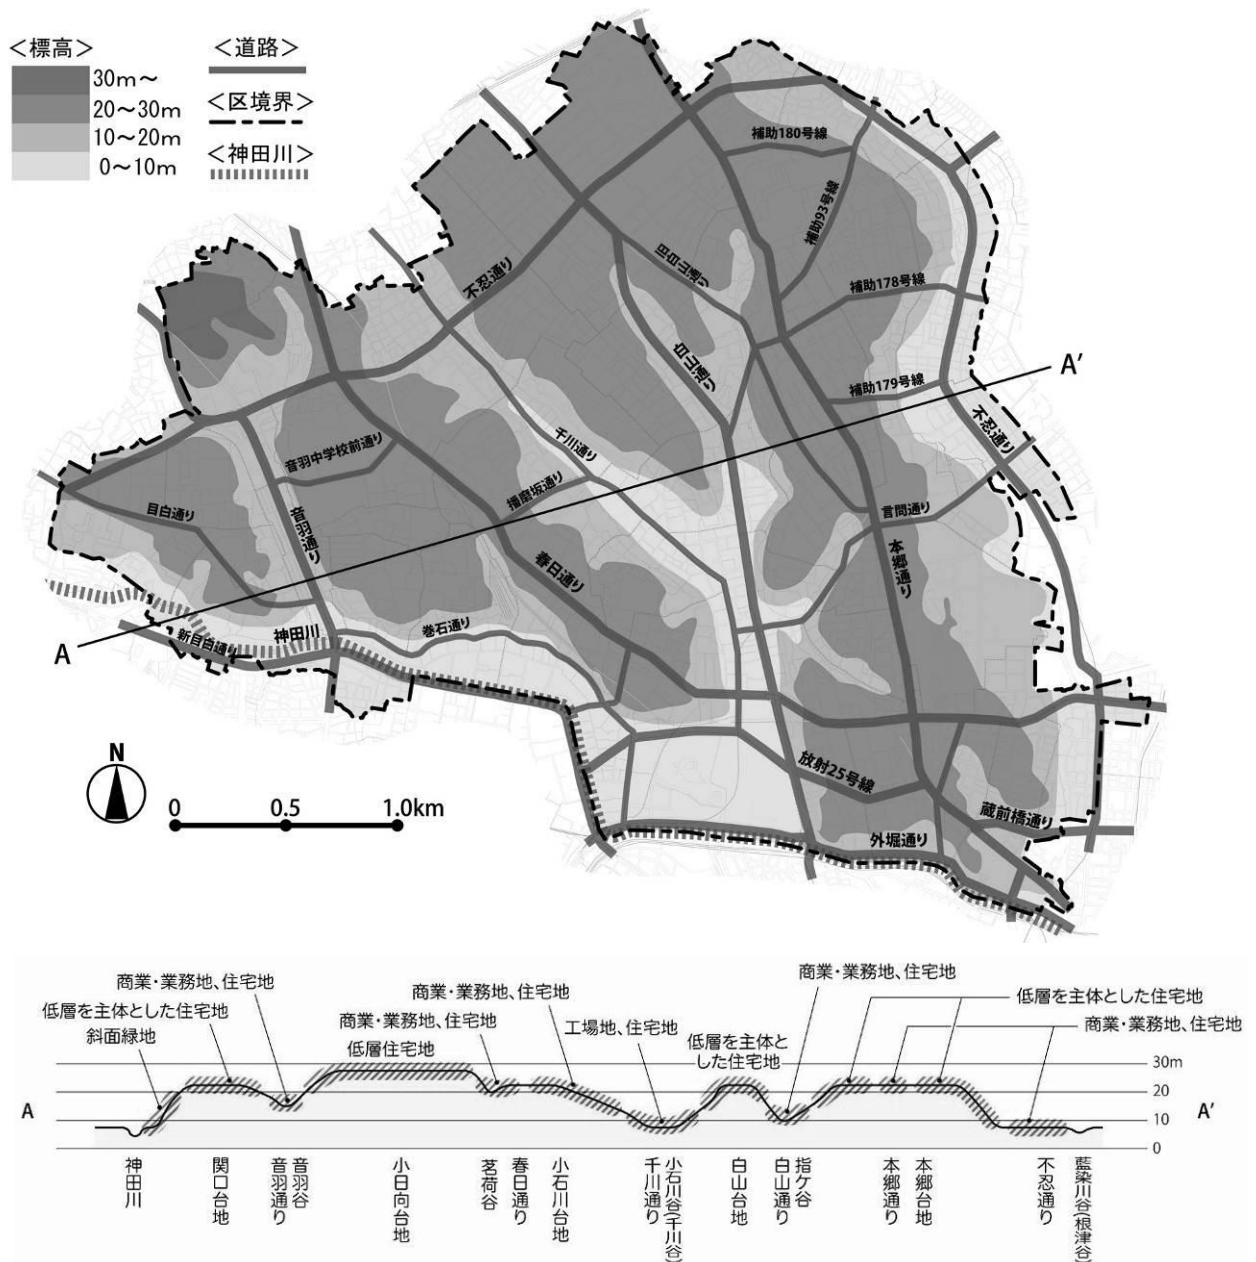 ＜標高＞
30m～
20～30m
10～20m
0～10m
＜道路＞
＜区境界＞
＜神田川＞
補助180号線
補助93号線
旧白山通り
不忍通り
補助178号線
白山通り
補助179号線
A'
不忍通り
千川通り
音羽中学校前通り
播磨坂通り
目白通り
音羽通り
言問通り
本郷通り
春日通り
A
新目白通り
神田川
巻石通り
放射25号線
蔵前橋通り
外堀通り
N
0
0.5
1.0km
商業・業務地、住宅地
低層を主体とした住宅地
斜面緑地
商業・業務地、住宅地
商業・業務地、住宅地
低層住宅地
工場地、住宅地
低層を主体と
した住宅地
商業・業務地、住宅地
低層を主体とした住宅地
商業・業務地、住宅地
30m
20
10
0
A
A'
神田川
関口台地
音羽通り
音羽谷
小日向台地
茗荷谷
春日通り
小石川台地
千川通り
小石川谷(千川谷)
白山台地
白山通り
指ケ谷
本郷通り
本郷台地
不忍通り
藍染川谷(根津谷)